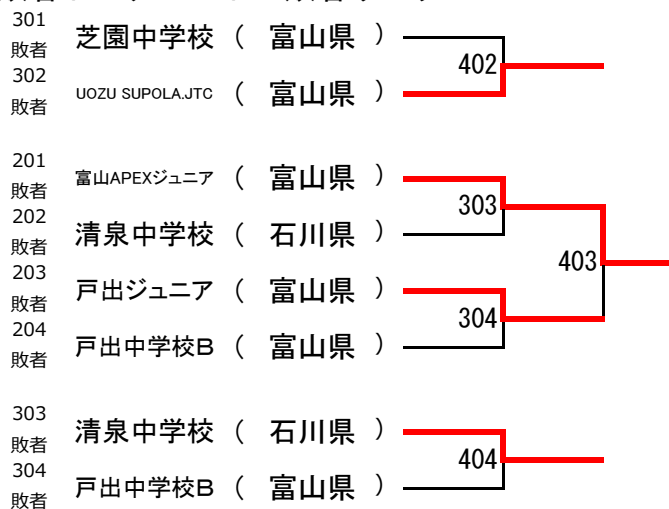 301
敗者 芝園中学校 ( 富山県 )
302
敗者 UOZU SUPOLA.JTC ( 富山県 )
402
201
敗者 富山APEXジュニア ( 富山県 )
202
敗者 清泉中学校 ( 石川県 )
303
203
敗者 戸出ジュニア ( 富山県 )
204
敗者 戸出中学校B ( 富山県 )
304
403
303
敗者 清泉中学校 ( 石川県 )
304
敗者 戸出中学校B ( 富山県 )
404